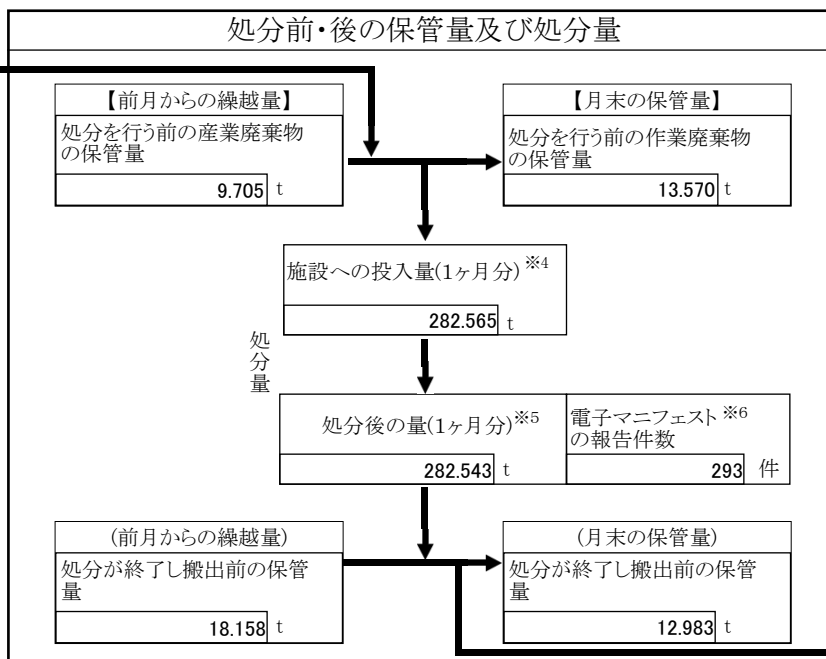 処分前・後の保管量及び処分量
【前月からの繰越量】
処分を行う前の産業廃棄物
の保管量
9.705 t
【月末の保管量】
処分を行う前の作業廃棄物
の保管量
13.570 t
施設への投入量(1ヶ月分)※4
282.565 t
処分量
処分後の量(1ヶ月分)※5
282.543 t
電子マニフェスト※6
の報告件数
293 件
(前月からの繰越量)
処分が終了し搬出前の保管
量
18.158 t
(月末の保管量)
処分が終了し搬出前の保管
量
12.983 t